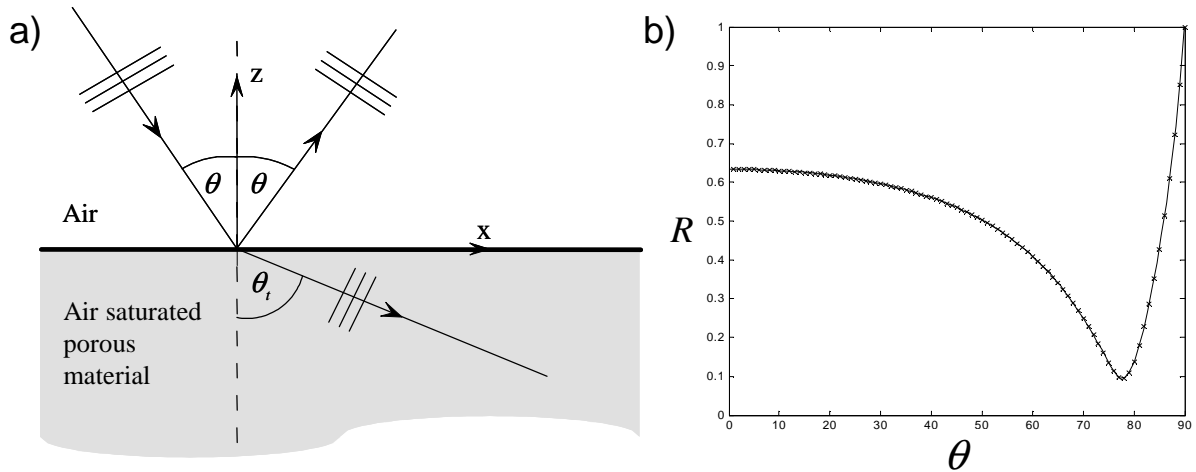 a)
z
θ θ
Air
x
θt
Air saturated
porous
material
b)
1
0.9
0.8
0.7
0.6
0.5
0.4
0.3
0.2
0.1
0
R
0 10 20 30 40 50 60 70 80 90
θ